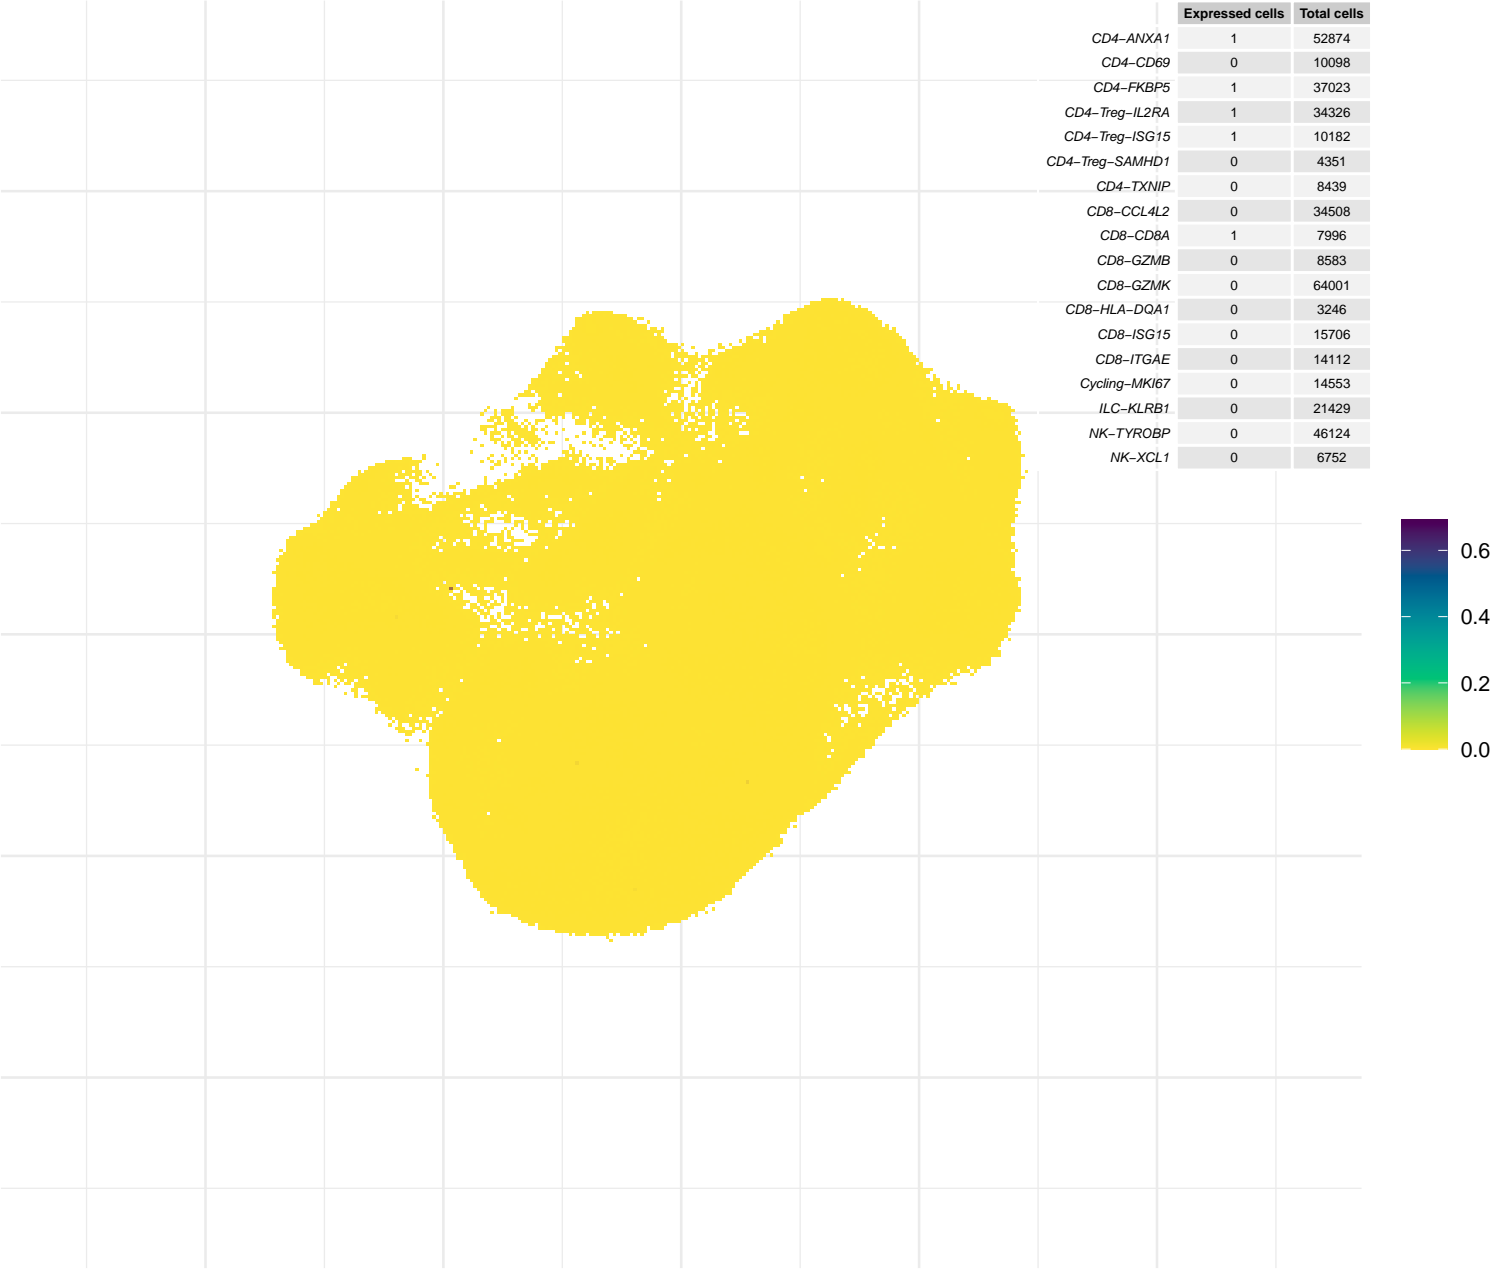 Expressed cells Total cells
CD4−ANXA1 1 52874
CD4−CD69 0 10098
CD4−FKBP5 1 37023
CD4−Treg−IL2RA 1 34326
CD4−Treg−ISG15 1 10182
CD4−Treg−SAMHD1 0 4351
CD4−TXNIP 0 8439
CD8−CCL4L2 0 34508
CD8−CD8A 1 7996
CD8−GZMB 0 8583
CD8−GZMK 0 64001
CD8−HLA−DQA1 0 3246
CD8−ISG15 0 15706
CD8−ITGAE 0 14112
Cycling−MKI67 0 14553
ILC−KLRB1 0 21429
NK−TYROBP 0 46124
NK−XCL1 0 6752
0.6
0.4
0.2
0.0